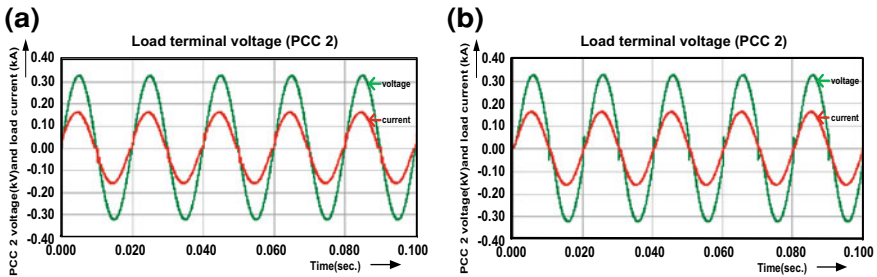 (a)
Load terminal voltage (PCC 2)
PCC 2 voltage(kV)and load current (kA)
0.40
0.30
0.20
0.10
0.00
-0.10
-0.20
-0.30
-0.40
voltage
current
0.000
0.020
0.040
0.060
0.080
0.100
Time(sec.)
(b)
Load terminal voltage (PCC 2)
PCC 2 voltage(kV)and load current (kA)
0.40
0.30
0.20
0.10
0.00
-0.10
-0.20
-0.30
-0.40
voltage
current
0.000
0.020
0.040
0.060
0.080
0.100
Time(sec.)